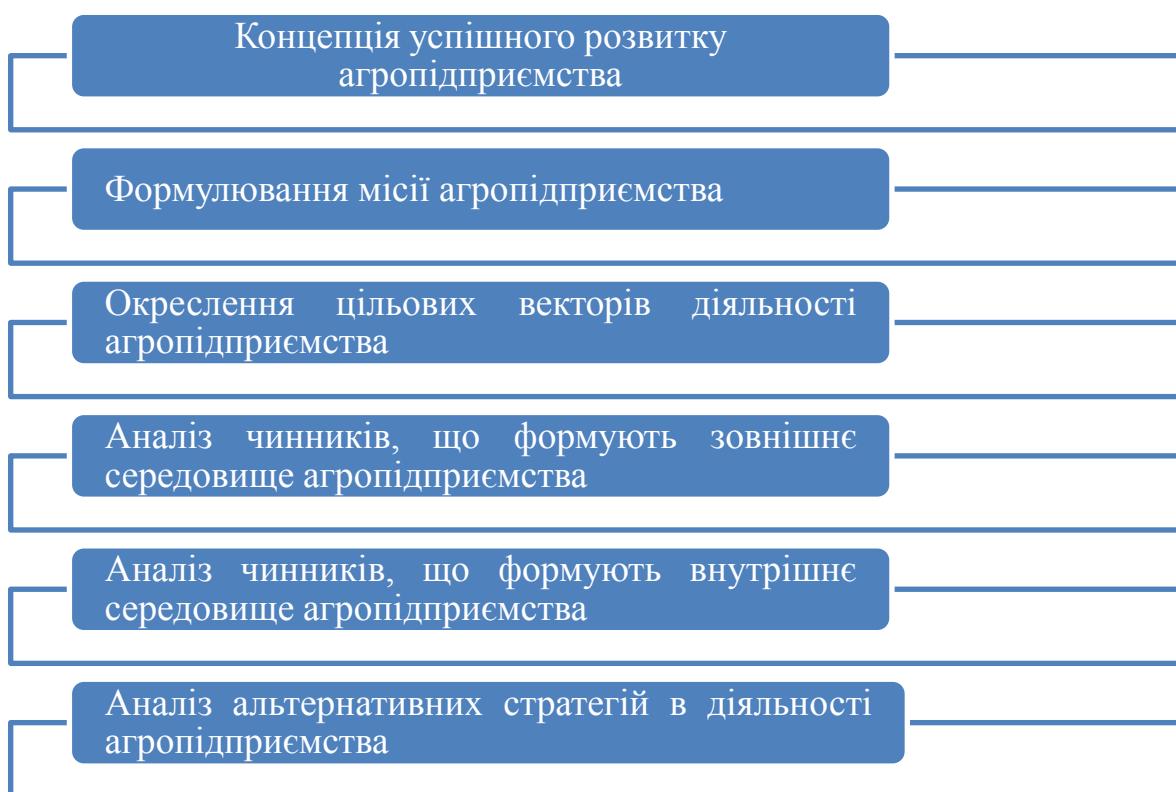 Концепція успішного розвитку
агропідприємства
Формулювання місії агропідприємства
Окреслення цільових векторів діяльності
агропідприємства
Аналіз чинників, що формують зовнішнє
середовище агропідприємства
Аналіз чинників, що формують внутрішнє
середовище агропідприємства
Аналіз альтернативних стратегій в діяльності
агропідприємства